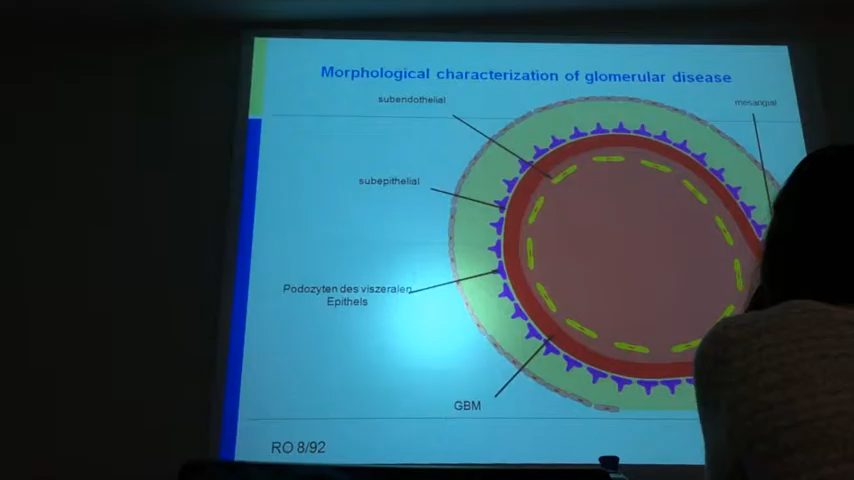 Morphological characterization of glomerular disease
subendothelial
mesangial
subepithelial
Podozyten des viszeralen
Epithels
GBM
RO 8/92